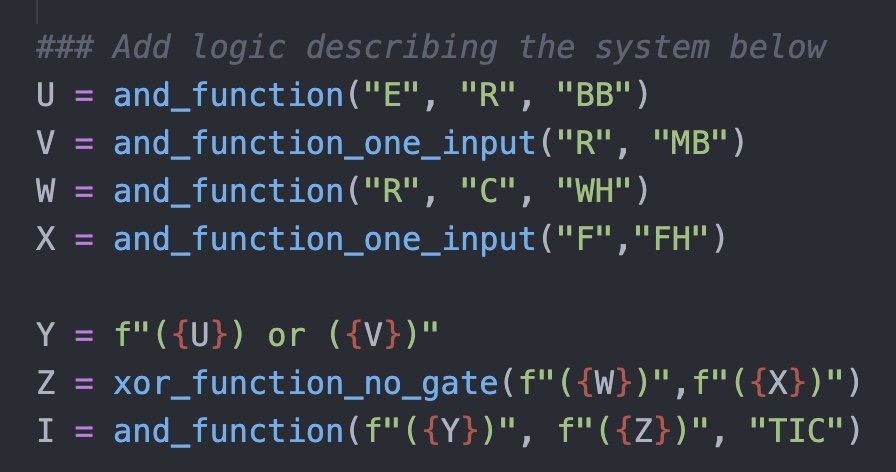 ### Add logic describing the system below
U = and_function("E", "R", "BB")
V = and_function_one_input("R", "MB")
W = and_function("R", "C", "WH")
X = and_function_one_input("F","FH")
Y = f"({U}) or ({V})"
Z = xor_function_no_gate(f"({W})",f"({X})")
I = and_function(f"({Y})", f"({Z})", "TIC")